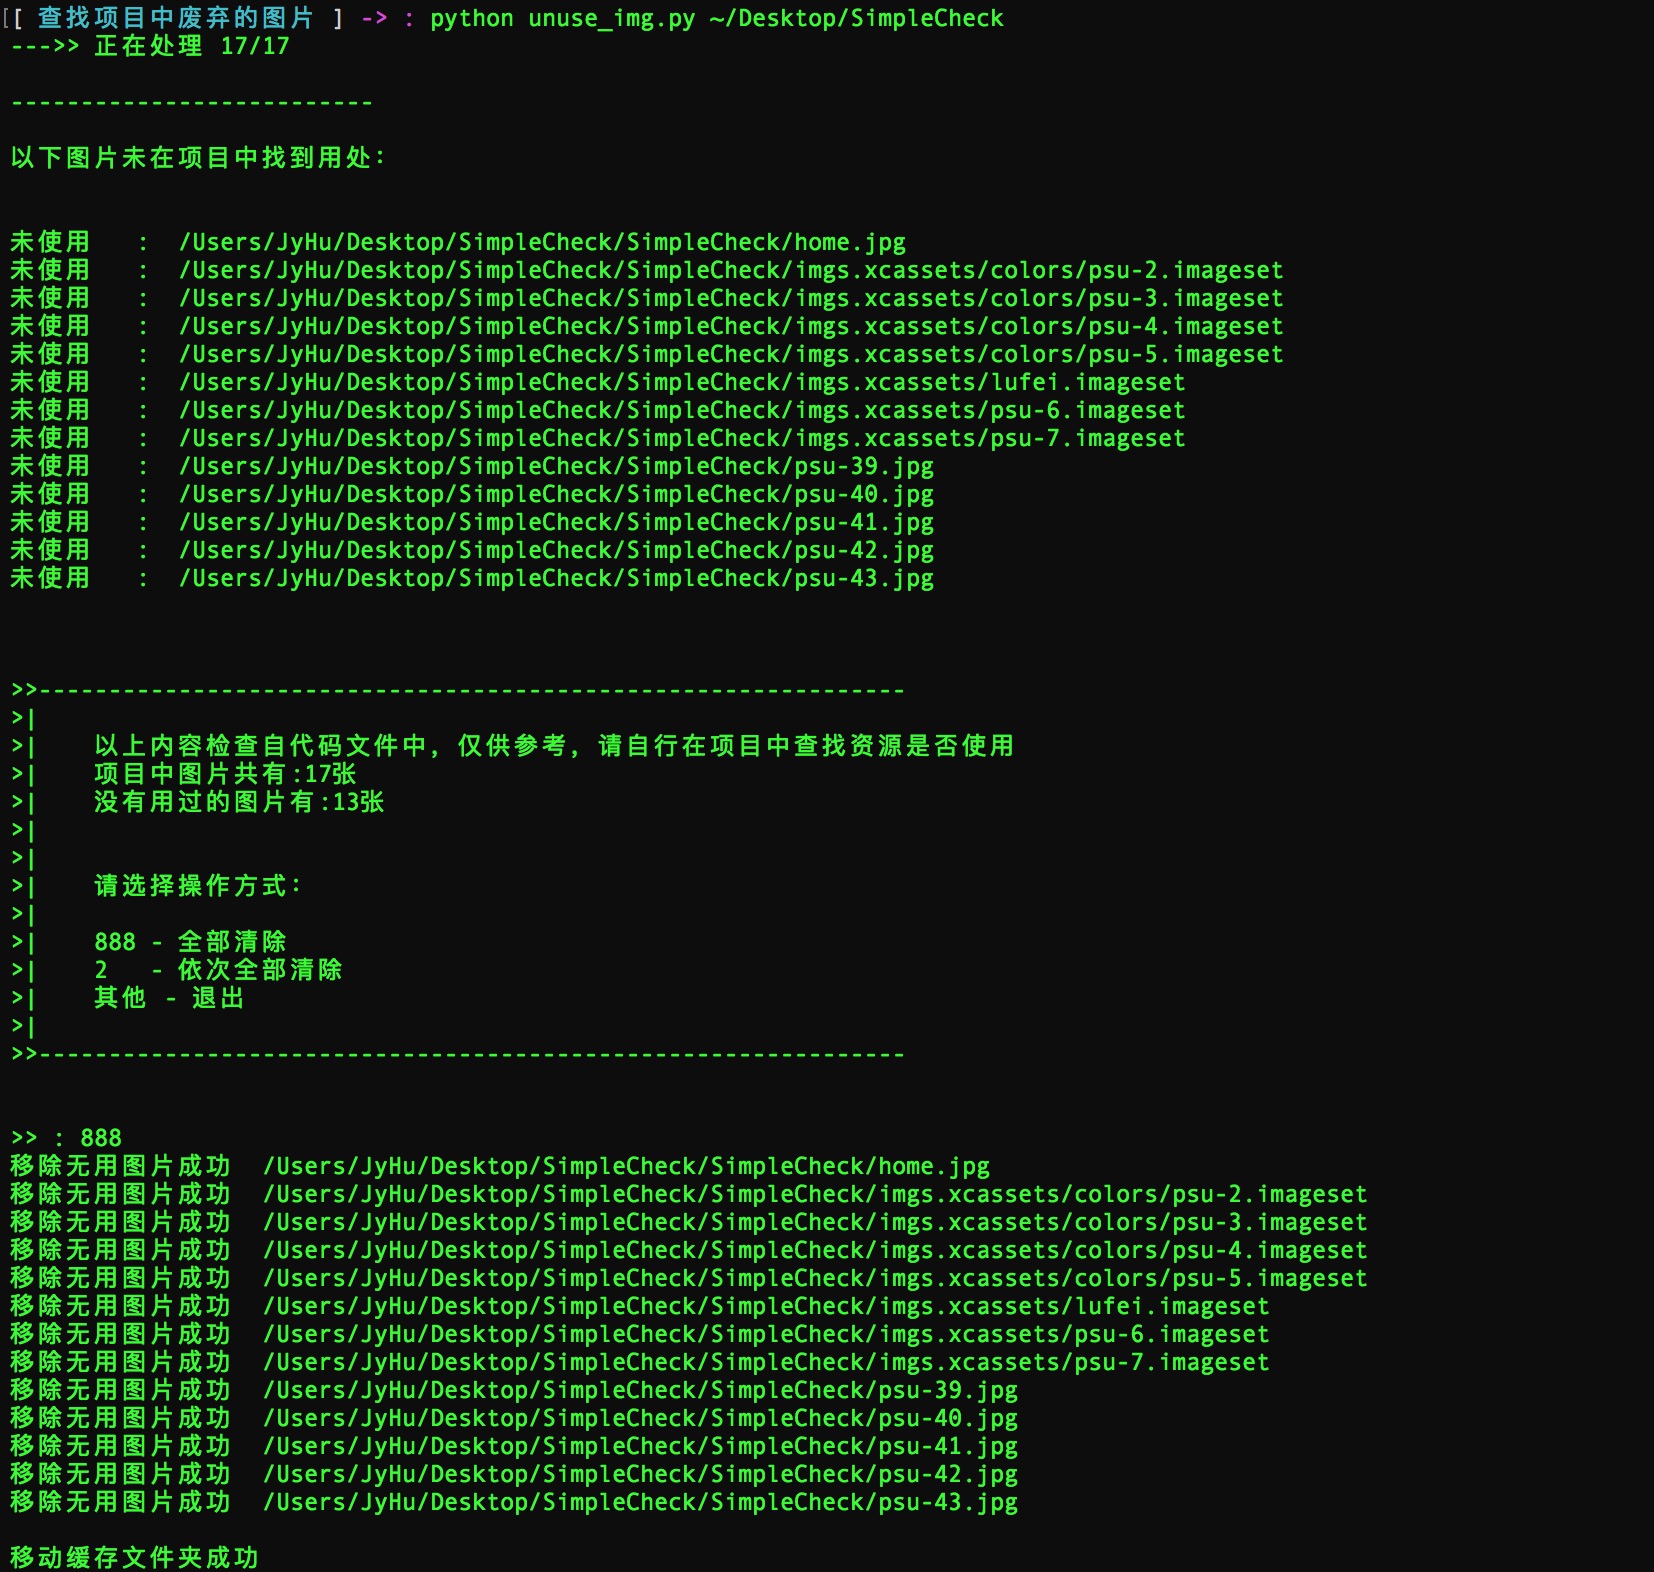 [[ 查找项目中废弃的图片 ] -> : python unuse_img.py ~/Desktop/SimpleCheck
--->> 正在处理 17/17
--------------------------
以下图片未在项目中找到用处:
未使用   :  /Users/JyHu/Desktop/SimpleCheck/SimpleCheck/home.jpg
未使用   :  /Users/JyHu/Desktop/SimpleCheck/SimpleCheck/imgs.xcassets/colors/psu-2.imageset
未使用   :  /Users/JyHu/Desktop/SimpleCheck/SimpleCheck/imgs.xcassets/colors/psu-3.imageset
未使用   :  /Users/JyHu/Desktop/SimpleCheck/SimpleCheck/imgs.xcassets/colors/psu-4.imageset
未使用   :  /Users/JyHu/Desktop/SimpleCheck/SimpleCheck/imgs.xcassets/colors/psu-5.imageset
未使用   :  /Users/JyHu/Desktop/SimpleCheck/SimpleCheck/imgs.xcassets/lufei.imageset
未使用   :  /Users/JyHu/Desktop/SimpleCheck/SimpleCheck/imgs.xcassets/psu-6.imageset
未使用   :  /Users/JyHu/Desktop/SimpleCheck/SimpleCheck/imgs.xcassets/psu-7.imageset
未使用   :  /Users/JyHu/Desktop/SimpleCheck/SimpleCheck/psu-39.jpg
未使用   :  /Users/JyHu/Desktop/SimpleCheck/SimpleCheck/psu-40.jpg
未使用   :  /Users/JyHu/Desktop/SimpleCheck/SimpleCheck/psu-41.jpg
未使用   :  /Users/JyHu/Desktop/SimpleCheck/SimpleCheck/psu-42.jpg
未使用   :  /Users/JyHu/Desktop/SimpleCheck/SimpleCheck/psu-43.jpg
>>--------------------------------------------------------------
>|
>|    以上内容检查自代码文件中, 仅供参考, 请自行在项目中查找资源是否使用
>|    项目中图片共有:17张
>|    没有用过的图片有:13张
>|
>|
>|    请选择操作方式:
>|
>|    888 - 全部清除
>|    2   - 依次全部清除
>|    其他 - 退出
>|
>>--------------------------------------------------------------
>> : 888
移除无用图片成功  /Users/JyHu/Desktop/SimpleCheck/SimpleCheck/home.jpg
移除无用图片成功  /Users/JyHu/Desktop/SimpleCheck/SimpleCheck/imgs.xcassets/colors/psu-2.imageset
移除无用图片成功  /Users/JyHu/Desktop/SimpleCheck/SimpleCheck/imgs.xcassets/colors/psu-3.imageset
移除无用图片成功  /Users/JyHu/Desktop/SimpleCheck/SimpleCheck/imgs.xcassets/colors/psu-4.imageset
移除无用图片成功  /Users/JyHu/Desktop/SimpleCheck/SimpleCheck/imgs.xcassets/colors/psu-5.imageset
移除无用图片成功  /Users/JyHu/Desktop/SimpleCheck/SimpleCheck/imgs.xcassets/lufei.imageset
移除无用图片成功  /Users/JyHu/Desktop/SimpleCheck/SimpleCheck/imgs.xcassets/psu-6.imageset
移除无用图片成功  /Users/JyHu/Desktop/SimpleCheck/SimpleCheck/imgs.xcassets/psu-7.imageset
移除无用图片成功  /Users/JyHu/Desktop/SimpleCheck/SimpleCheck/psu-39.jpg
移除无用图片成功  /Users/JyHu/Desktop/SimpleCheck/SimpleCheck/psu-40.jpg
移除无用图片成功  /Users/JyHu/Desktop/SimpleCheck/SimpleCheck/psu-41.jpg
移除无用图片成功  /Users/JyHu/Desktop/SimpleCheck/SimpleCheck/psu-42.jpg
移除无用图片成功  /Users/JyHu/Desktop/SimpleCheck/SimpleCheck/psu-43.jpg
移动缓存文件夹成功